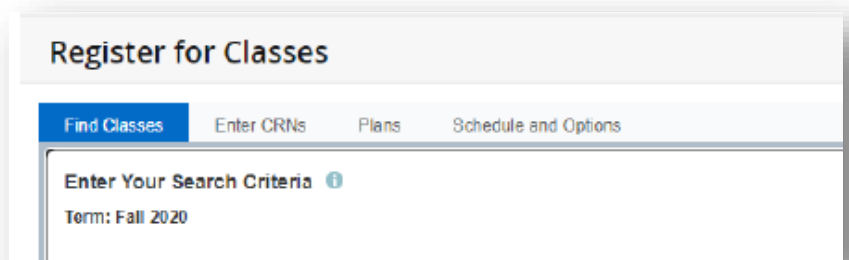 Register for Classes
Find Classes Enter CRNs Plans Schedule and Options
Enter Your Search Criteria
Term: Fall 2020